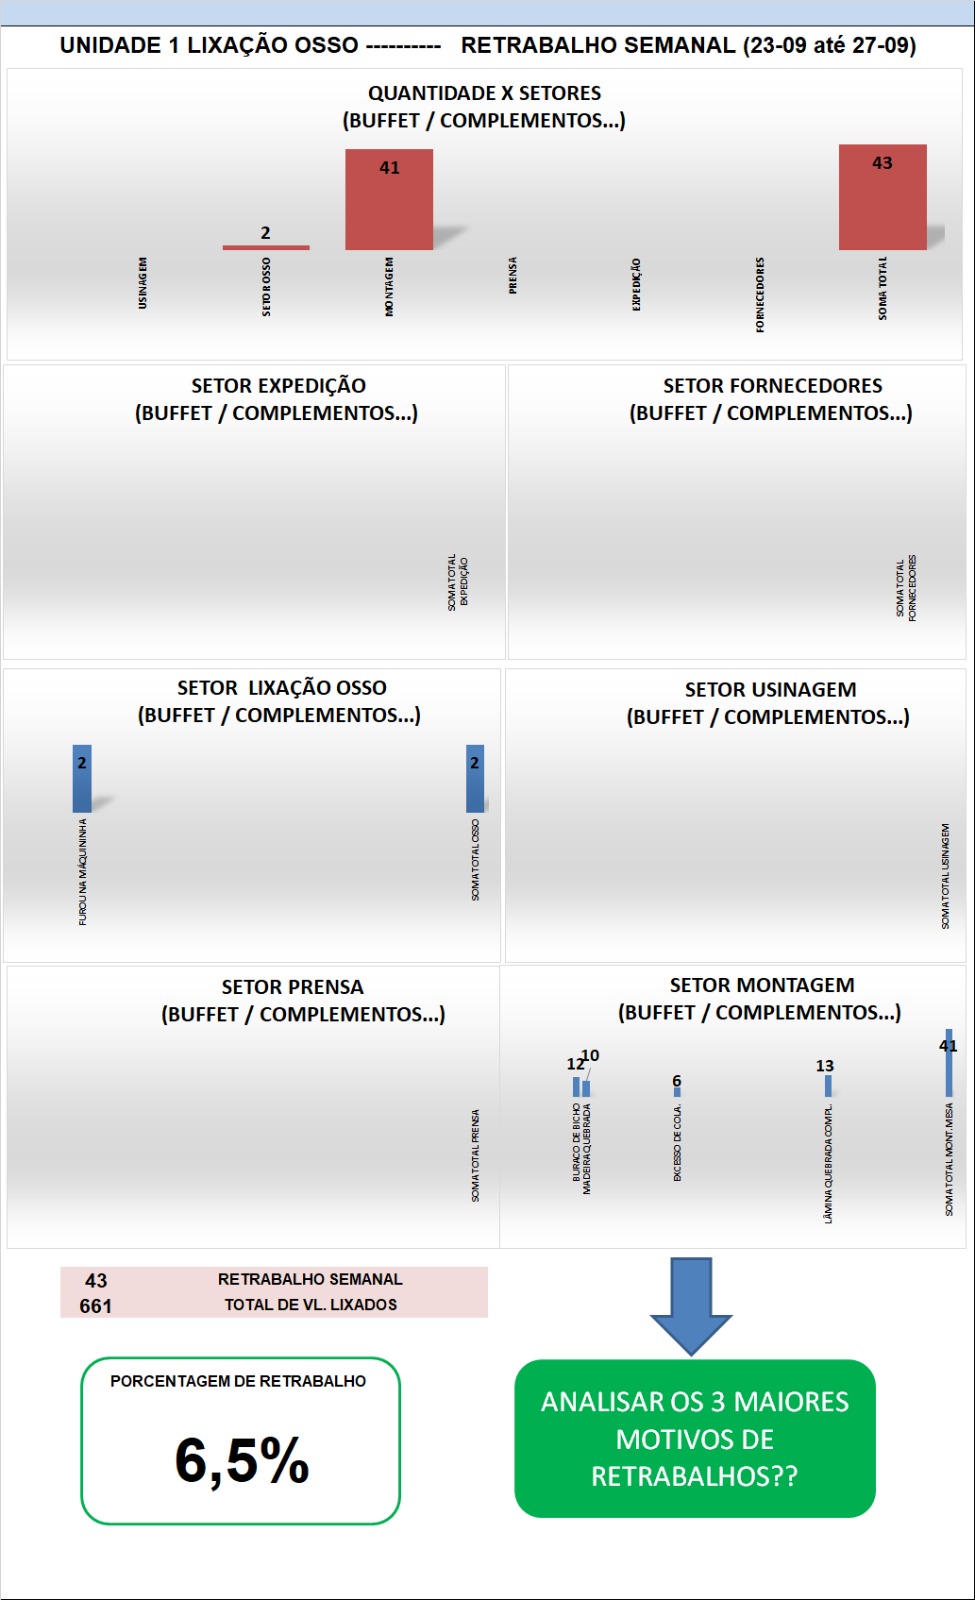 UNIDADE 1 LIXAÇÃO OSSO ---------- RETRABALHO SEMANAL (23-09 até 27-09)
QUANTIDADE X SETORES
(BUFFET / COMPLEMENTOS...)
2
41
43
USINAGEM
SETOR OSSO
MONTAGEM
PRENSA
EXPEDIÇÃO
FORNECEDORES
SOMA TOTAL
SETOR EXPEDIÇÃO
(BUFFET / COMPLEMENTOS...)
SOMA TOTAL
EXPEDIÇÃO
SETOR FORNECEDORES
(BUFFET / COMPLEMENTOS...)
SOMA TOTAL
FORNECEDORES
SETOR LIXAÇÃO OSSO
(BUFFET / COMPLEMENTOS...)
2
2
FUROU NA MÁQUININHA
SOMA TOTAL OSSO
SETOR USINAGEM
(BUFFET / COMPLEMENTOS...)
SOMA TOTAL USINAGEM
SETOR PRENSA
(BUFFET / COMPLEMENTOS...)
SOMA TOTAL PRENSA
SETOR MONTAGEM
(BUFFET / COMPLEMENTOS...)
12
10
6
13
41
BURACO DE BICHO
MADEIRA QUEBRADA
EXCESSO DE COLA.
LÂMINA QUEBRADA COMPL.
SOMA TOTAL MONT. MESA
43 RETRABALHO SEMANAL
661 TOTAL DE VL. LIXADOS
PORCENTAGEM DE RETRABALHO
6,5%
ANALISAR OS 3 MAIORES
MOTIVOS DE
RETRABALHOS??